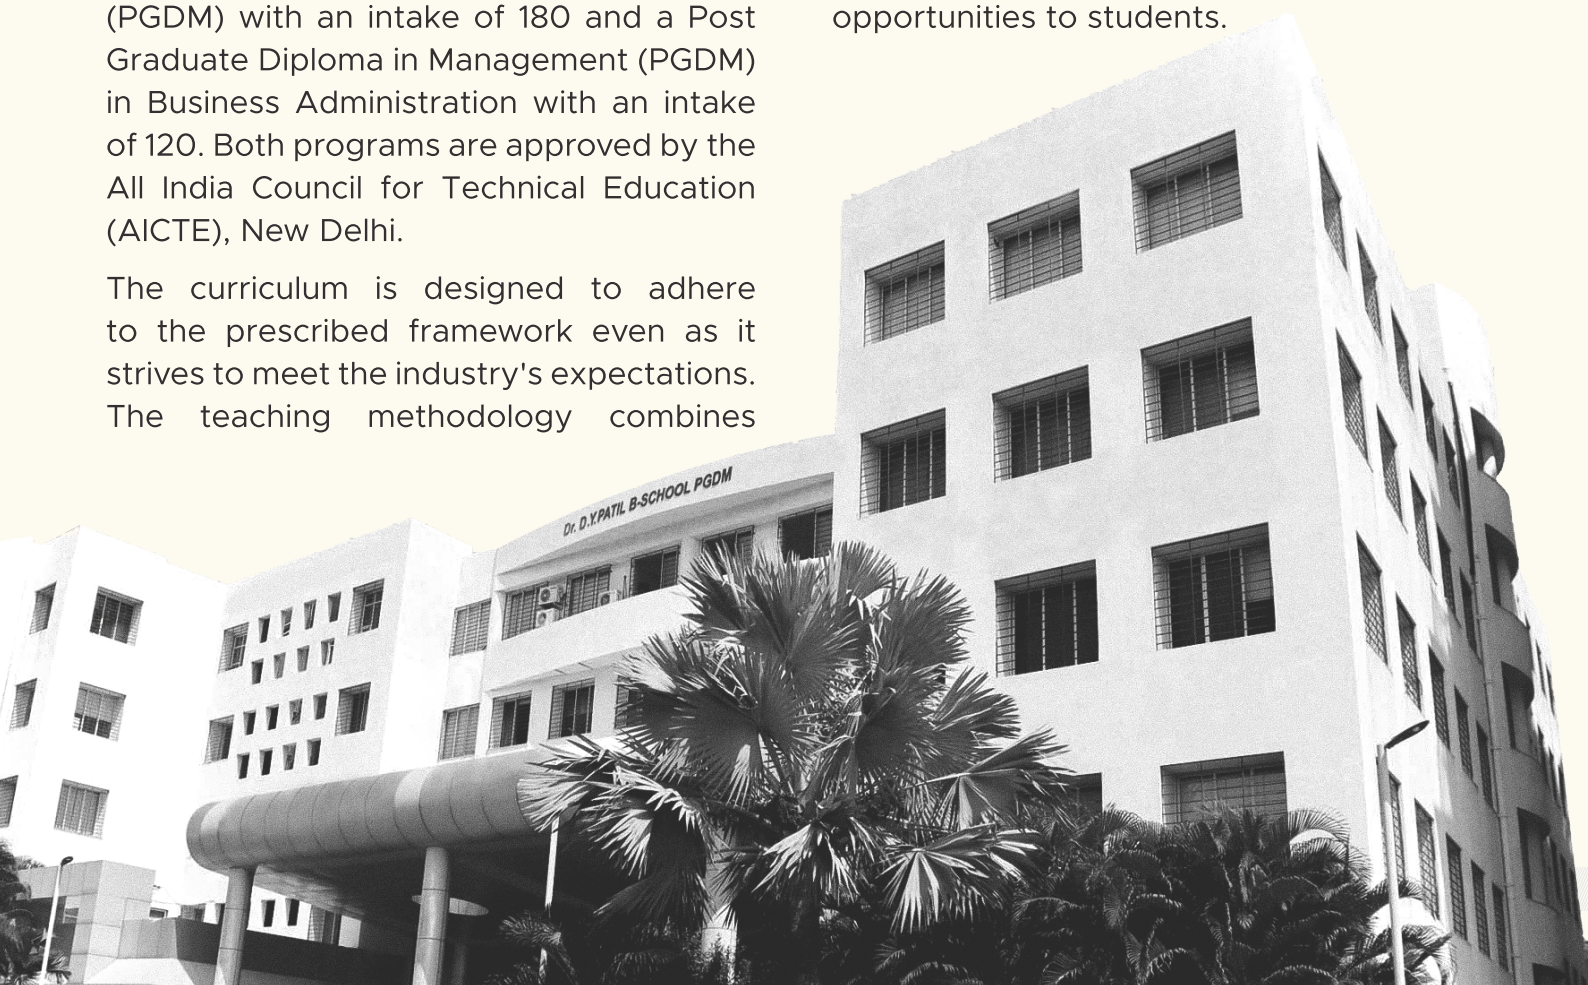 (PGDM) with an intake of 180 and a Post
Graduate Diploma in Management (PGDM)
in Business Administration with an intake
of 120. Both programs are approved by the
All India Council for Technical Education
(AICTE), New Delhi.
The curriculum is designed to adhere
to the prescribed framework even as it
strives to meet the industry's expectations.
The teaching methodology combines
opportunities to students.
Dr. D.Y.PATIL B-SCHOOL PGDM